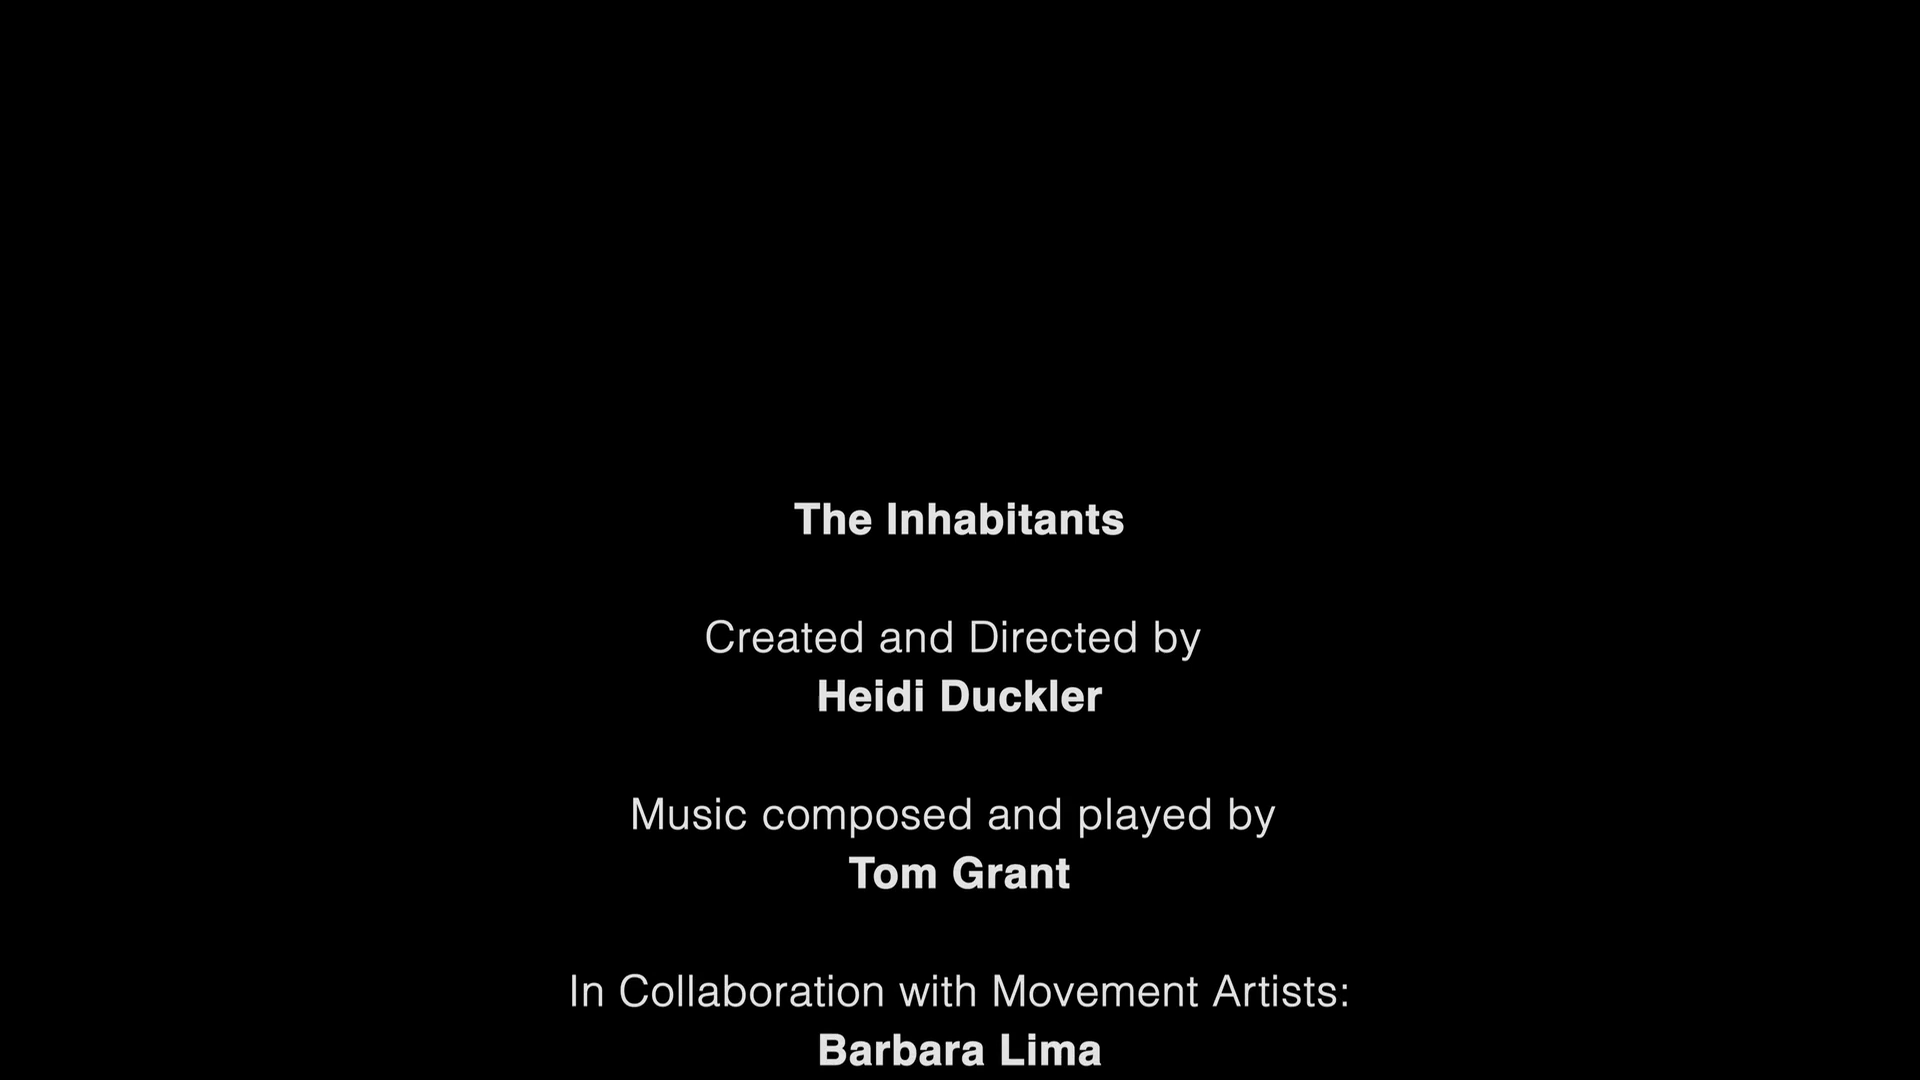 The Inhabitants
Created and Directed by
Heidi Duckler
Music composed and played by
Tom Grant
In Collaboration with Movement Artists:
Barbara Lima